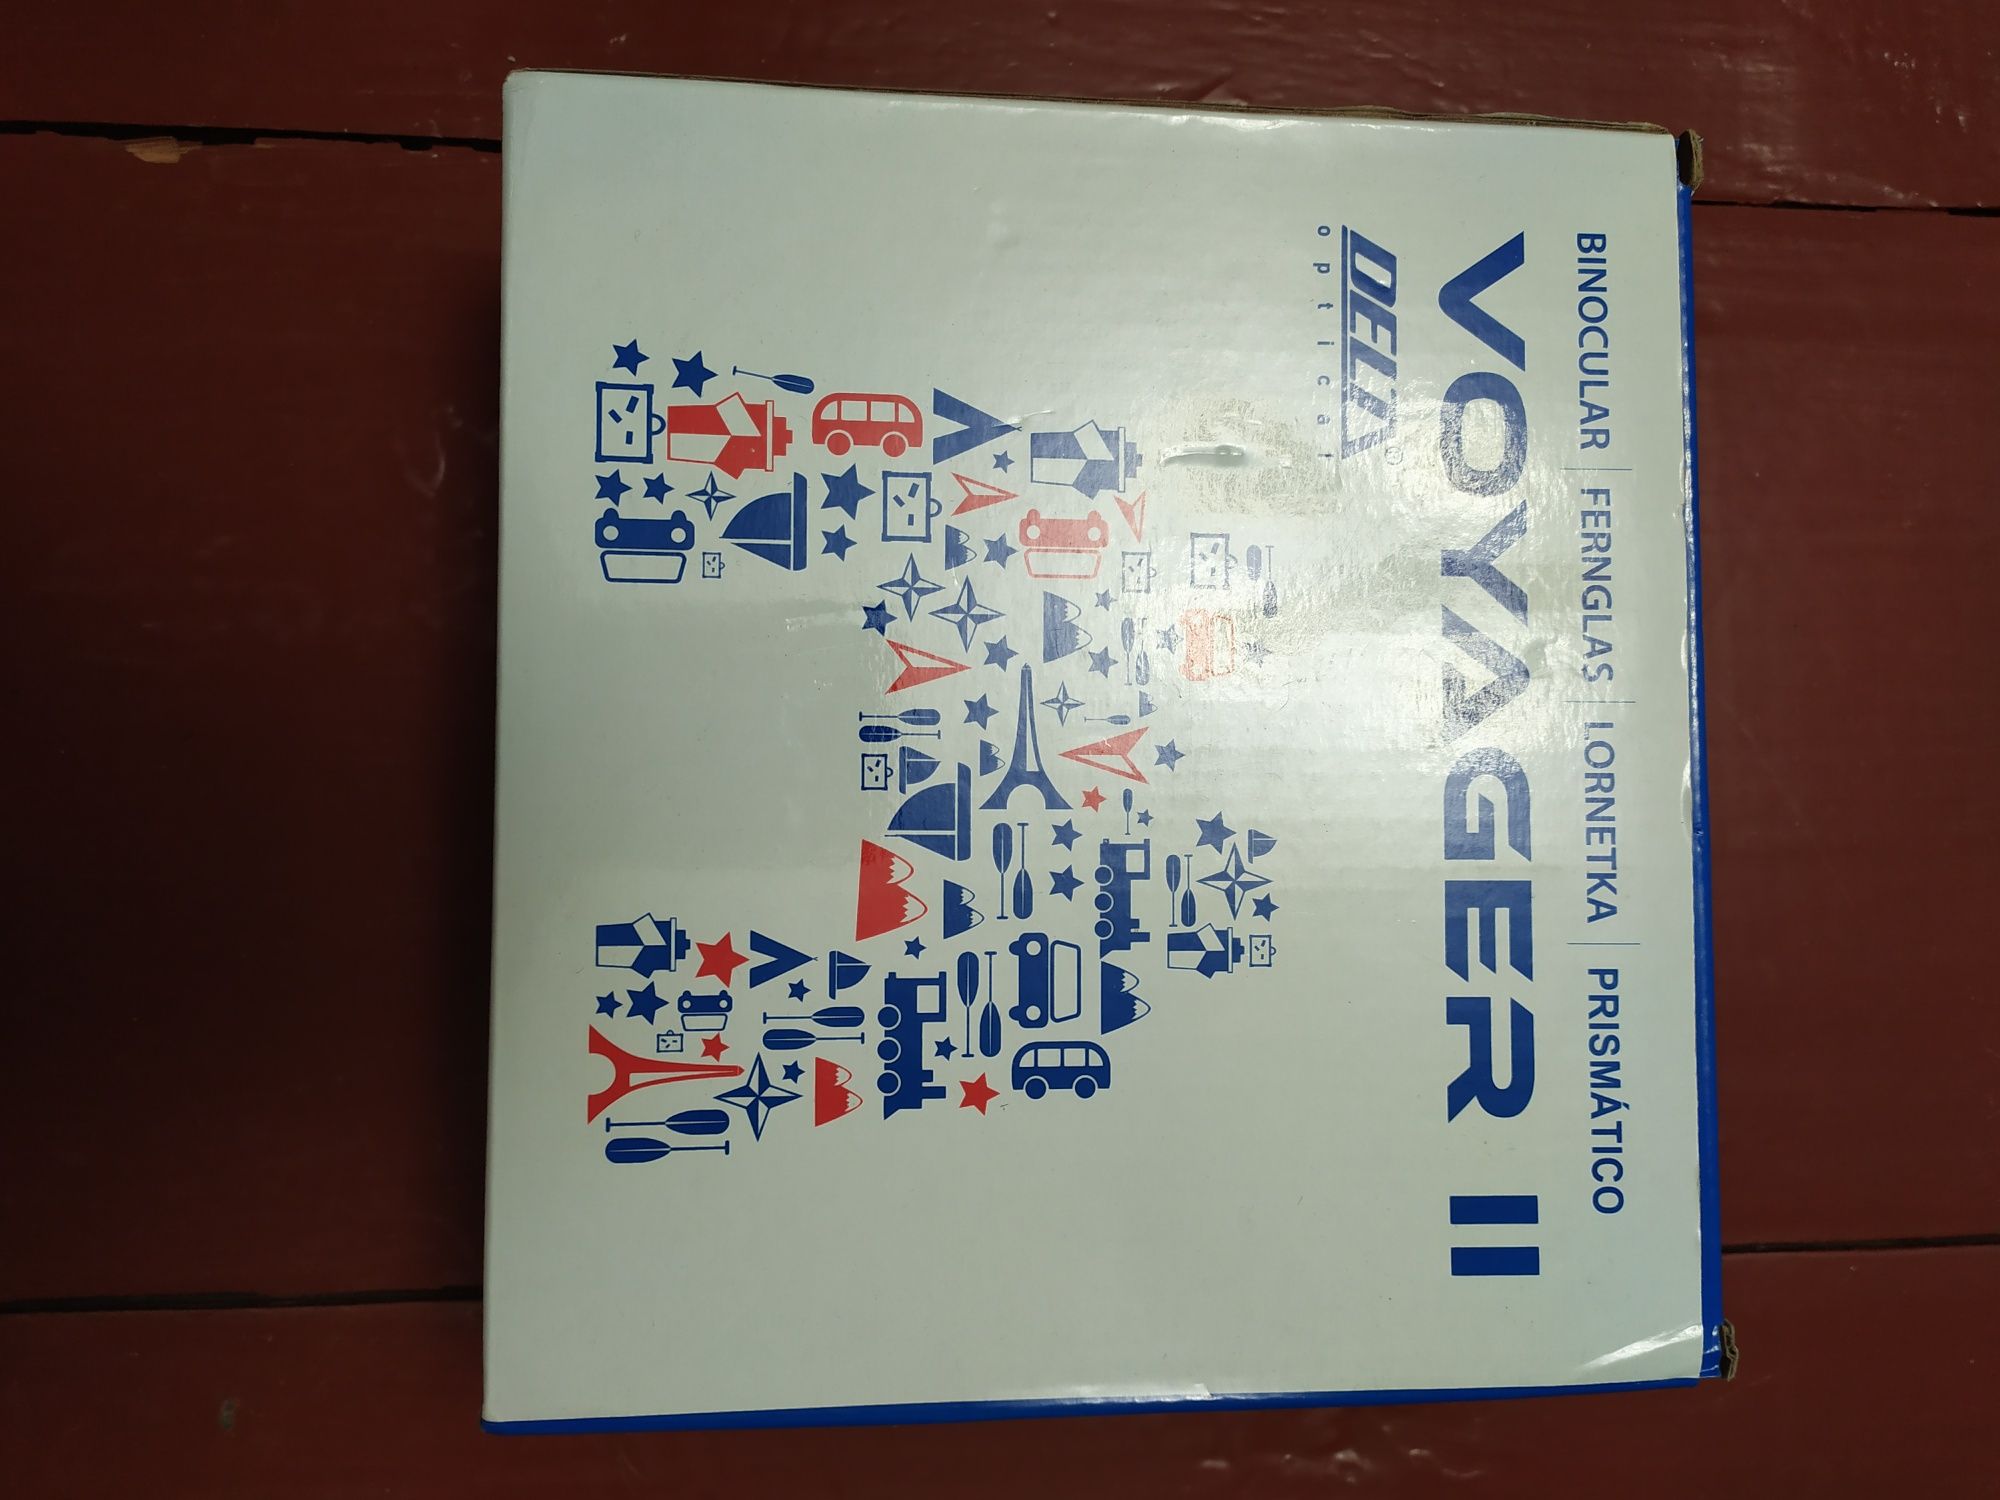 BINOCULAR | FERNGLAS | LORNETKA | PRISMÁTICO
VOYAGER II
DELTA®
optical